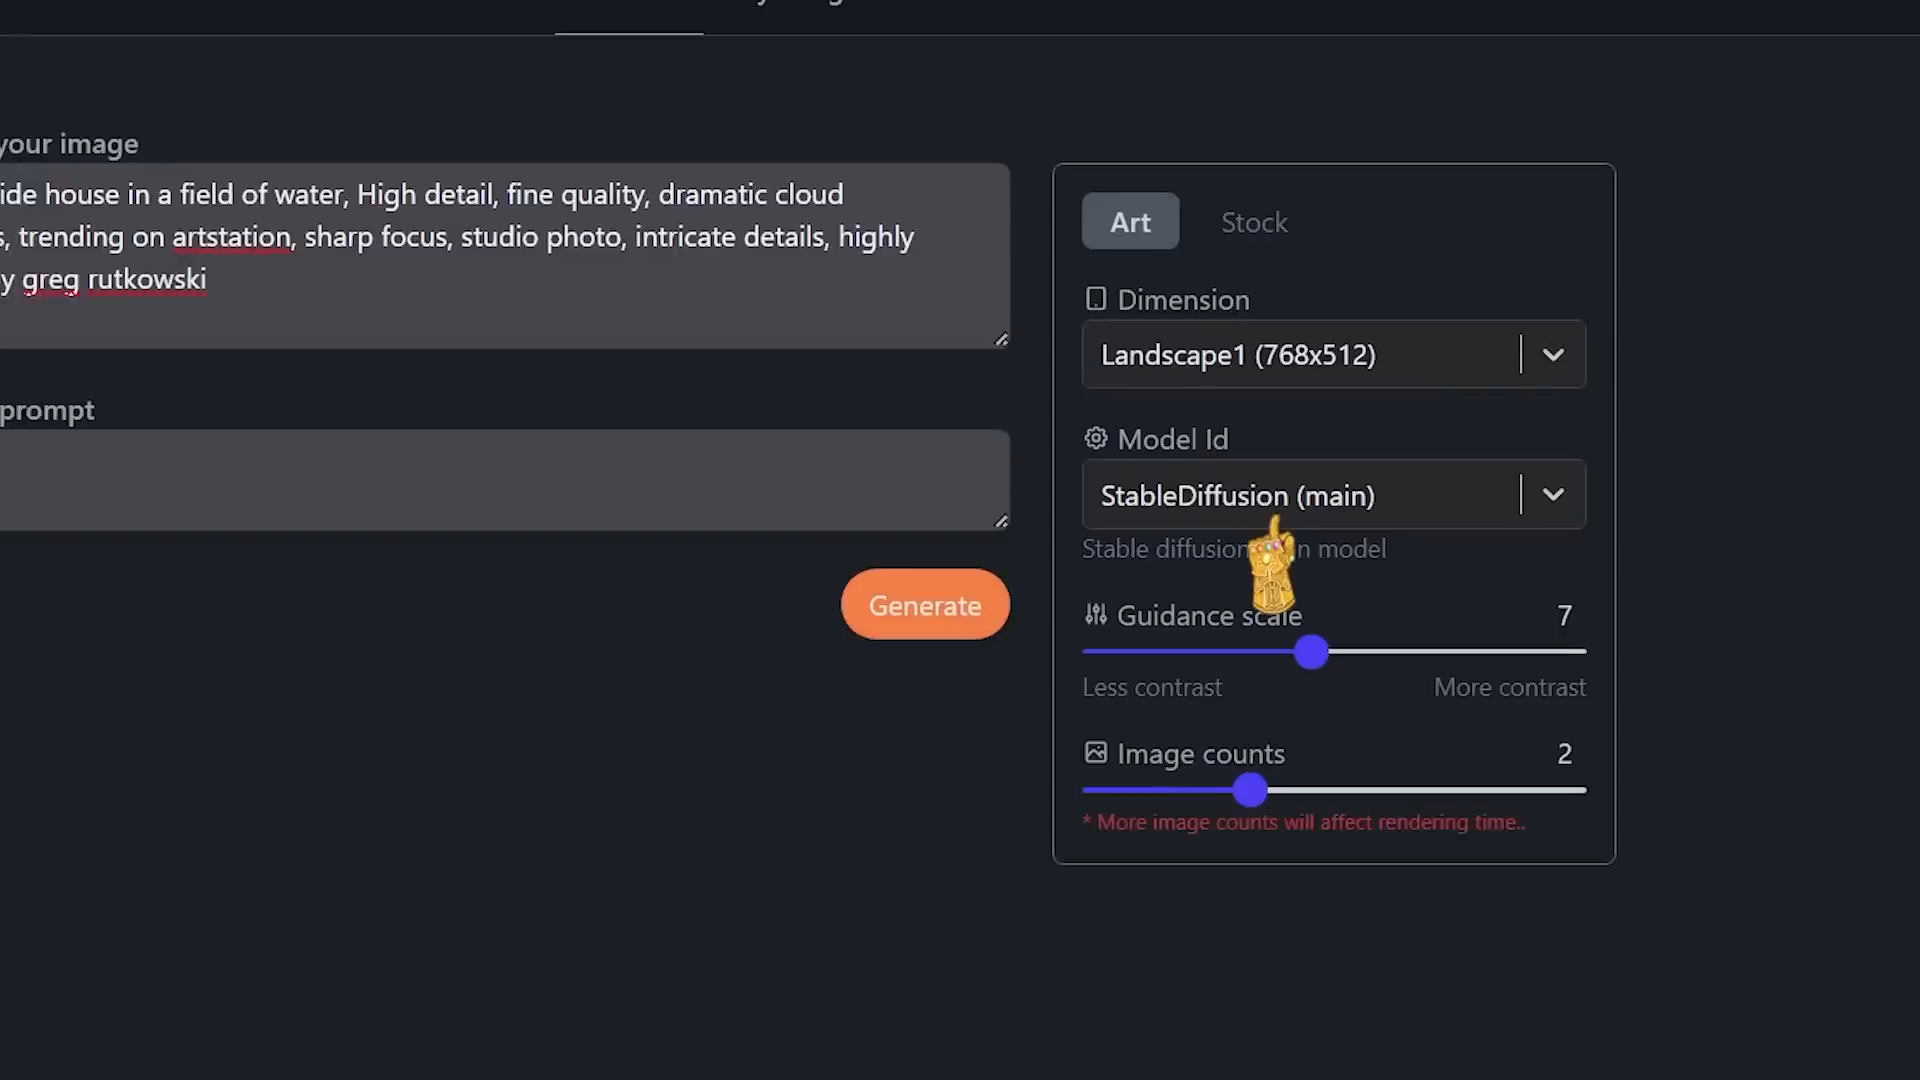 your image
ide house in a field of water, High detail, fine quality, dramatic cloud
s, trending on artstation, sharp focus, studio photo, intricate details, highly
y greg rutkowski
prompt
Generate
Art
Stock
Dimension
Landscape1 (768x512)
Model Id
StableDiffusion (main)
Stable diffusion n model
Guidance scale
7
Less contrast
More contrast
Image counts
2
* More image counts will affect rendering time..